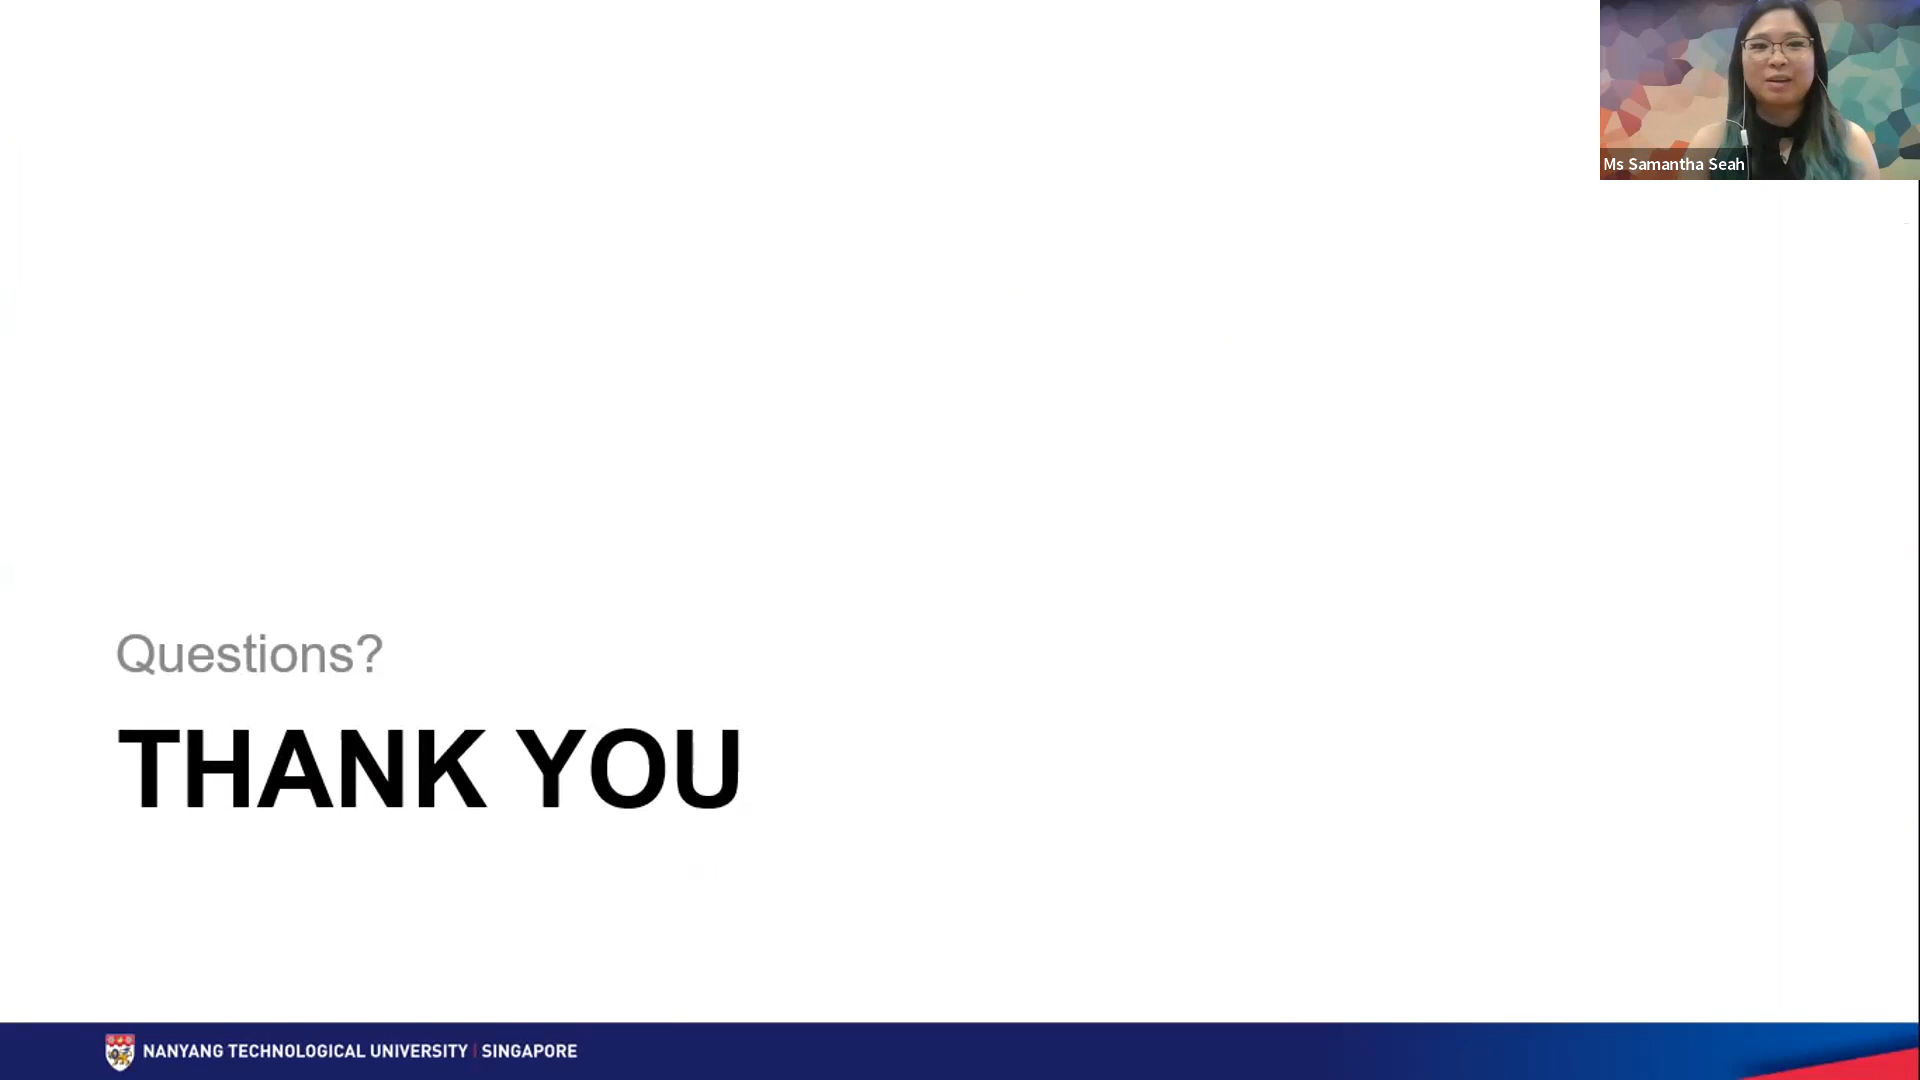 Ms Samantha Seah
Questions?
THANK YOU
NANYANG TECHNOLOGICAL UNIVERSITY | SINGAPORE